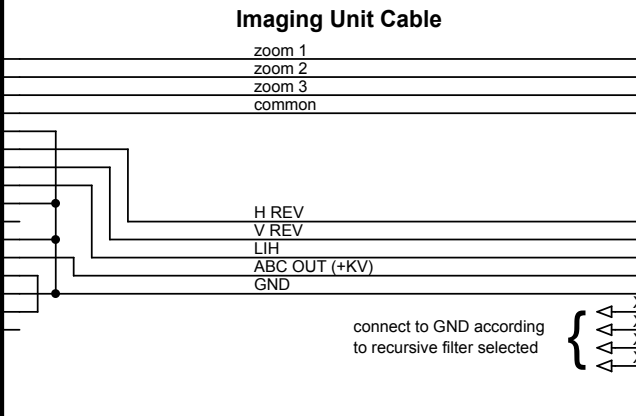 Imaging Unit Cable
zoom 1
zoom 2
zoom 3
common
H REV
V REV
LIH
ABC OUT (+KV)
GND
connect to GND according
to recursive filter selected